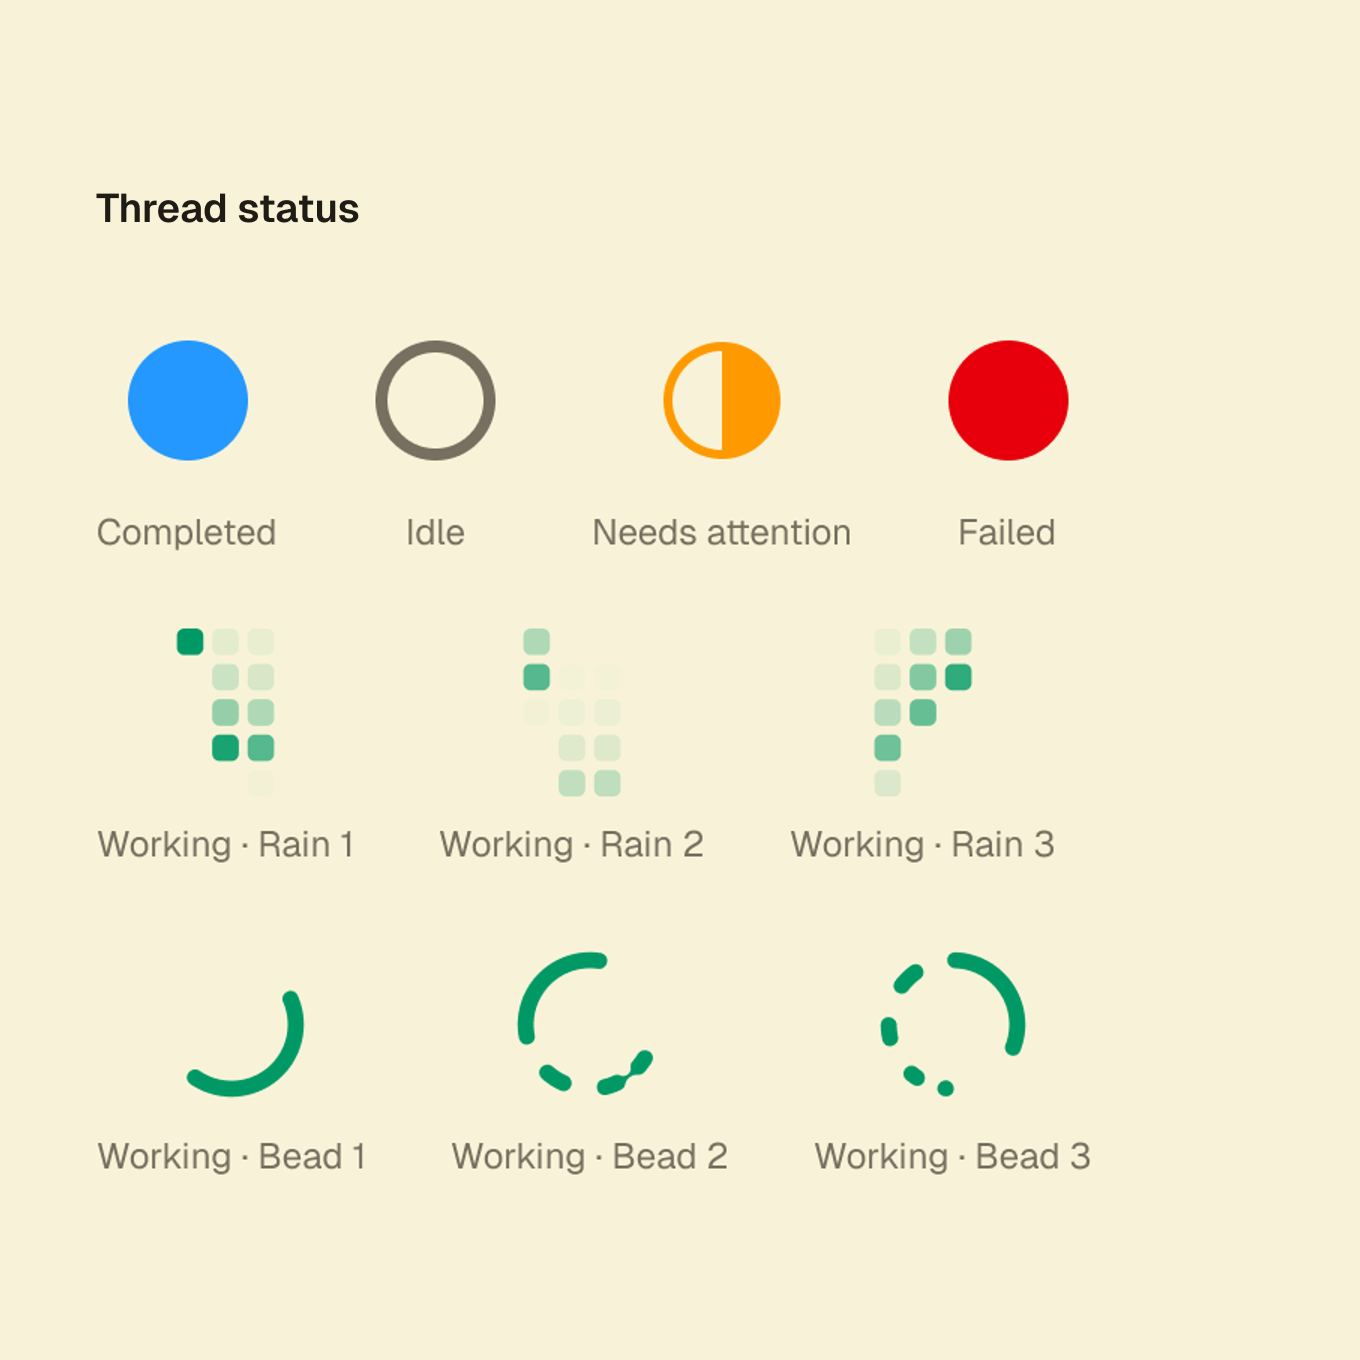 Thread status
Completed
Idle
Needs attention
Failed
Working · Rain 1
Working · Rain 2
Working · Rain 3
Working · Bead 1
Working · Bead 2
Working · Bead 3